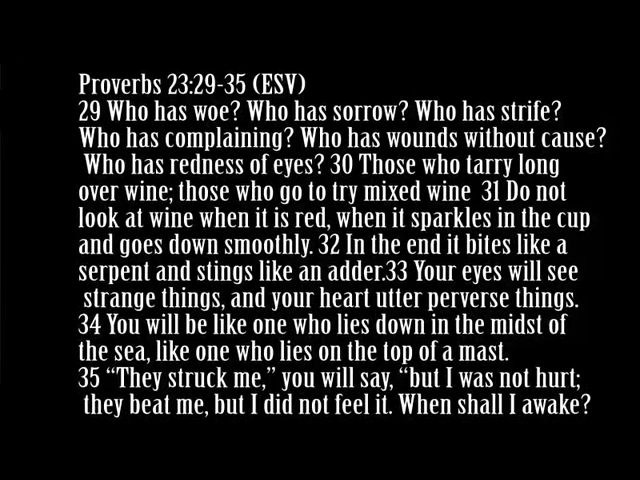 Proverbs 23:29-35 (ESV)
29 Who has woe? Who has sorrow? Who has strife?
Who has complaining? Who has wounds without cause?
Who has redness of eyes? 30 Those who tarry long
over wine; those who go to try mixed wine 31 Do not
look at wine when it is red, when it sparkles in the cup
and goes down smoothly. 32 In the end it bites like a
serpent and stings like an adder.33 Your eyes will see
strange things, and your heart utter perverse things.
34 You will be like one who lies down in the midst of
the sea, like one who lies on the top of a mast.
35 “They struck me,” you will say, “but I was not hurt;
they beat me, but I did not feel it. When shall I awake?